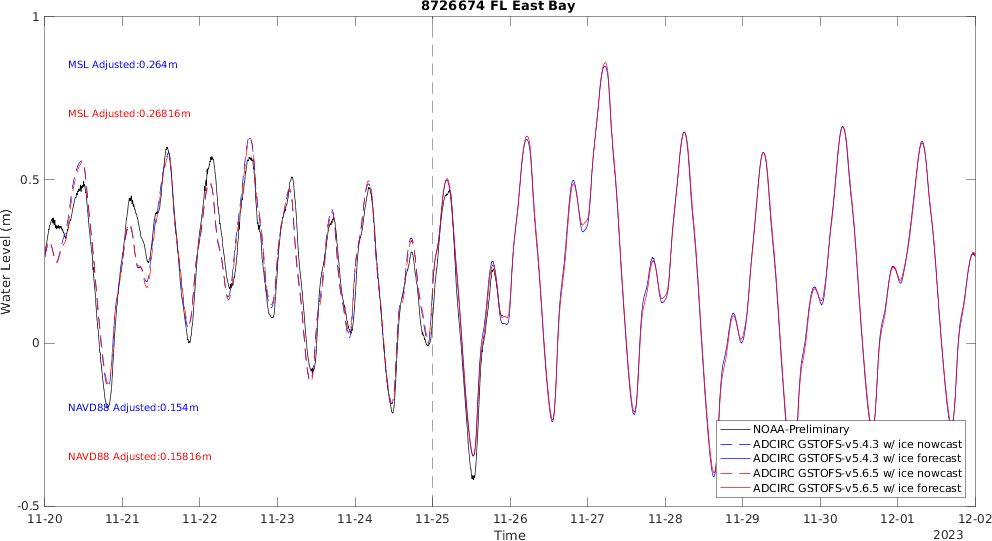 8726674 FL East Bay
1
MSL Adjusted:0.264m
MSL Adjusted:0.26816m
0.5
Water Level (m)
0
NAVD88 Adjusted:0.154m
NAVD88 Adjusted:0.15816m
-0.5
NOAA-Preliminary
ADCIRC GSTOFS-v5.4.3 w/ ice nowcast
ADCIRC GSTOFS-v5.4.3 w/ ice forecast
ADCIRC GSTOFS-v5.6.5 w/ ice nowcast
ADCIRC GSTOFS-v5.6.5 w/ ice forecast
11-20 11-21 11-22 11-23 11-24 11-25 11-26 11-27 11-28 11-29 11-30 12-01 12-02
Time
2023